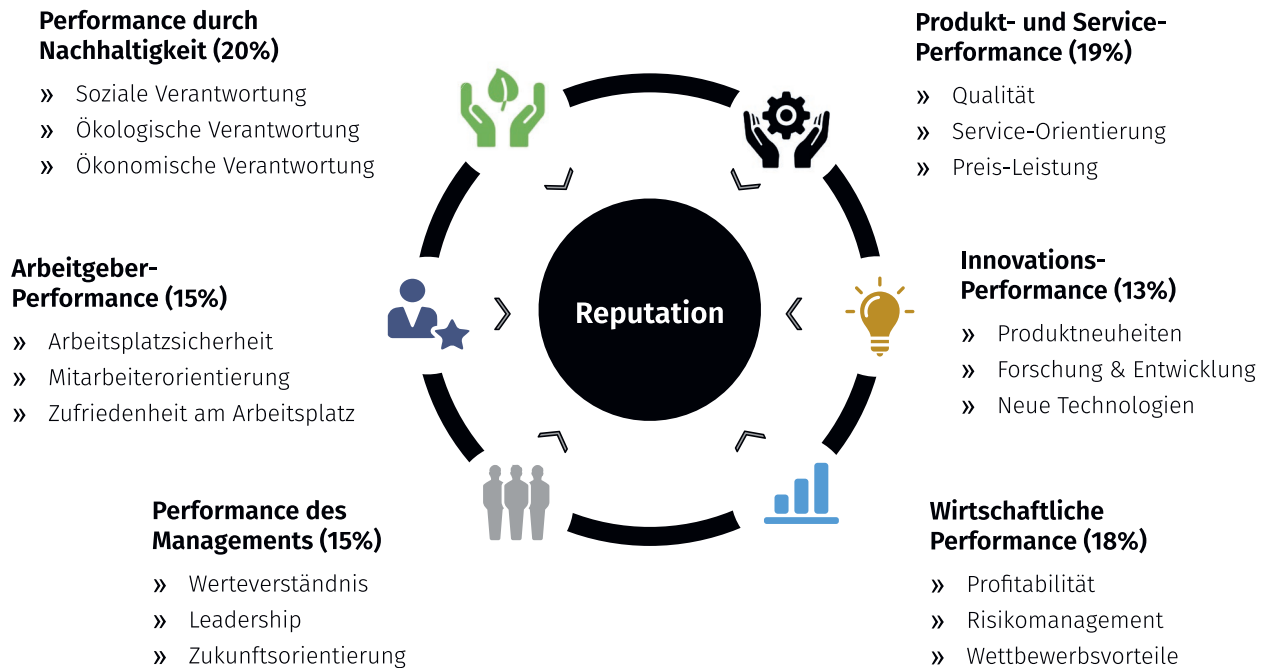 Performance durch
Nachhaltigkeit (20%)
» Soziale Verantwortung
» Ökologische Verantwortung
» Ökonomische Verantwortung
Produkt- und Service-
Performance (19%)
» Qualität
» Service-Orientierung
» Preis-Leistung
Arbeitgeber-
Performance (15%)
» Arbeitsplatzsicherheit
» Mitarbeiterorientierung
» Zufriedenheit am Arbeitsplatz
Reputation
Innovations-
Performance (13%)
» Produktneuheiten
» Forschung & Entwicklung
» Neue Technologien
Performance des
Managements (15%)
» Werteverständnis
» Leadership
» Zukunftsorientierung
Wirtschaftliche
Performance (18%)
» Profitabilität
» Risikomanagement
» Wettbewerbsvorteile